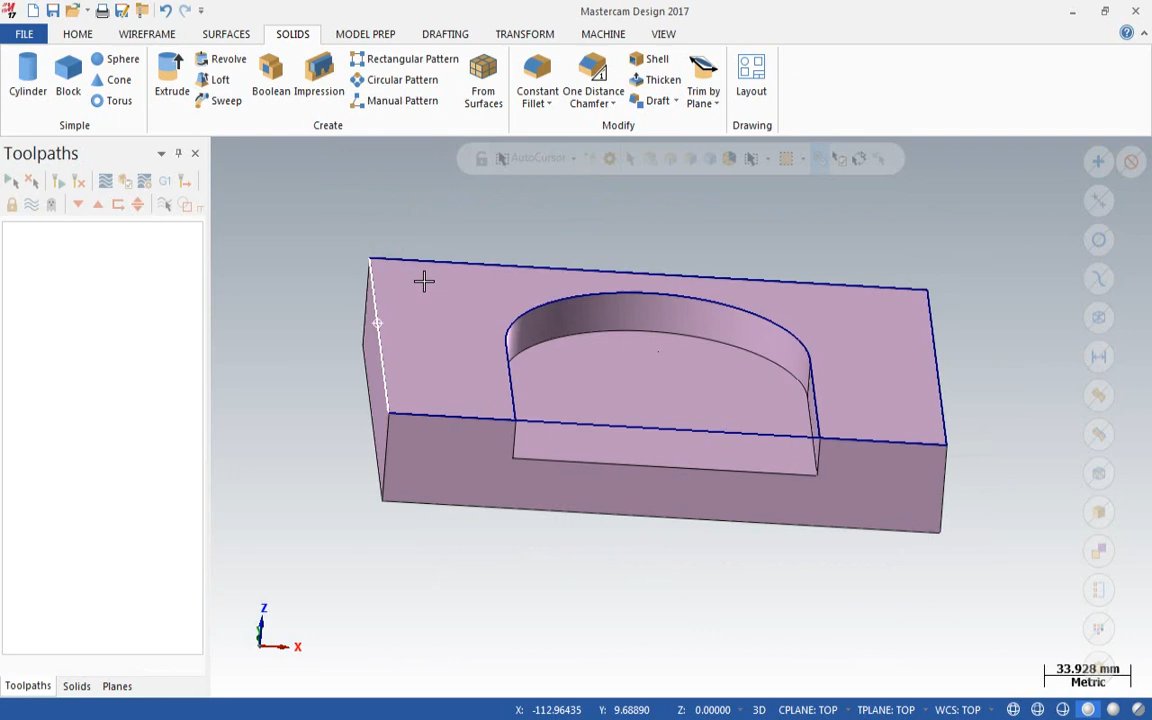 17
Mastercam Design 2017
FILE HOME WIREFRAME SURFACES SOLIDS MODEL PREP DRAFTING TRANSFORM MACHINE VIEW
Cylinder Block Sphere Cone Torus
Simple
Extrude Revolve Loft Sweep Boolean Impression Rectangular Pattern Circular Pattern Manual Pattern From Surfaces
Create
Constant Fillet One Distance Chamfer Shell Thicken Draft Trim by Plane
Modify
Layout
Drawing
Toolpaths
AutoCursor
G1
Z
X
33.928 mm
Metric
Toolpaths Solids Planes
X: -112.96435 Y: 9.68890 Z: 0.00000 3D CPLANE: TOP TPLANE: TOP WCS: TOP